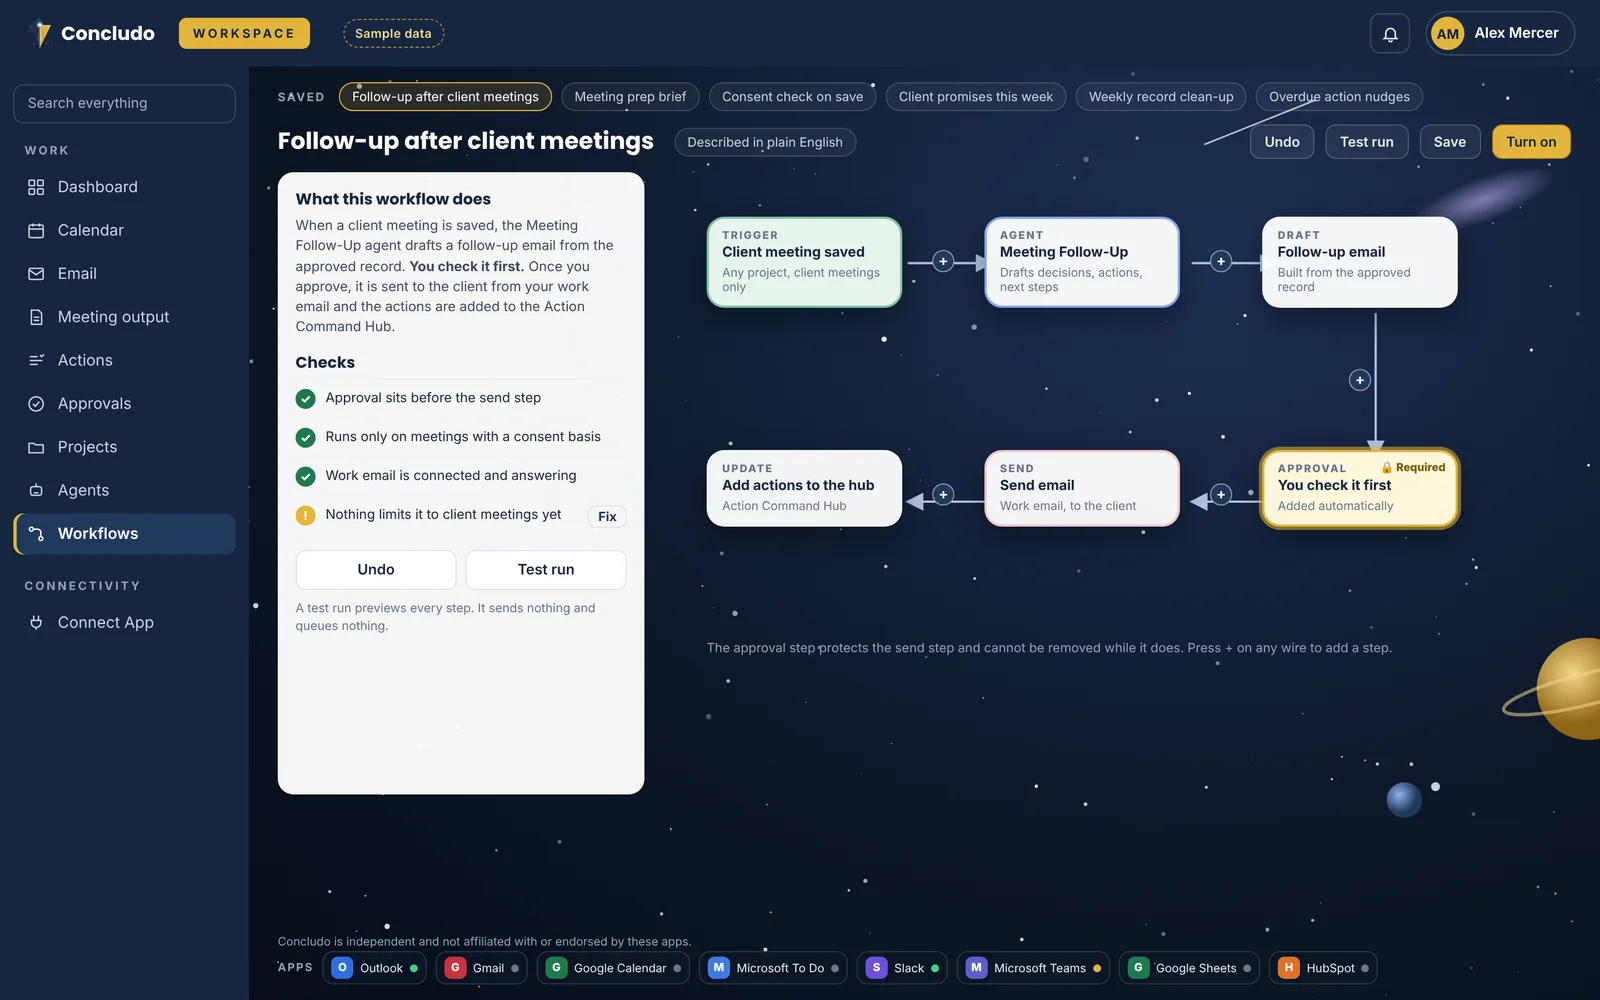 Concludo
WORKSPACE
Sample data
AM
Alex Mercer
Search everything
WORK
Dashboard
Calendar
Email
Meeting output
Actions
Approvals
Projects
Agents
Workflows
CONNECTIVITY
Connect App
SAVED
Follow-up after client meetings
Meeting prep brief
Consent check on save
Client promises this week
Weekly record clean-up
Overdue action nudges
Follow-up after client meetings
Described in plain English
Undo
Test run
Save
Turn on
What this workflow does
When a client meeting is saved, the Meeting
Follow-Up agent drafts a follow-up email from the
approved record. You check it first. Once you
approve, it is sent to the client from your work
email and the actions are added to the Action
Command Hub.
Checks
Approval sits before the send step
Runs only on meetings with a consent basis
Work email is connected and answering
Nothing limits it to client meetings yet
Fix
Undo
Test run
A test run previews every step. It sends nothing and
queues nothing.
TRIGGER
Client meeting saved
Any project, client meetings
only
AGENT
Meeting Follow-Up
Drafts decisions, actions,
next steps
DRAFT
Follow-up email
Built from the approved
record
UPDATE
Add actions to the hub
Action Command Hub
SEND
Send email
Work email, to the client
APPROVAL
🔒 Required
You check it first
Added automatically
The approval step protects the send step and cannot be removed while it does. Press + on any wire to add a step.
Concludo is independent and not affiliated with or endorsed by these apps.
APPS
O Outlook
G Gmail
G Google Calendar
M Microsoft To Do
S Slack
M Microsoft Teams
G Google Sheets
H HubSpot